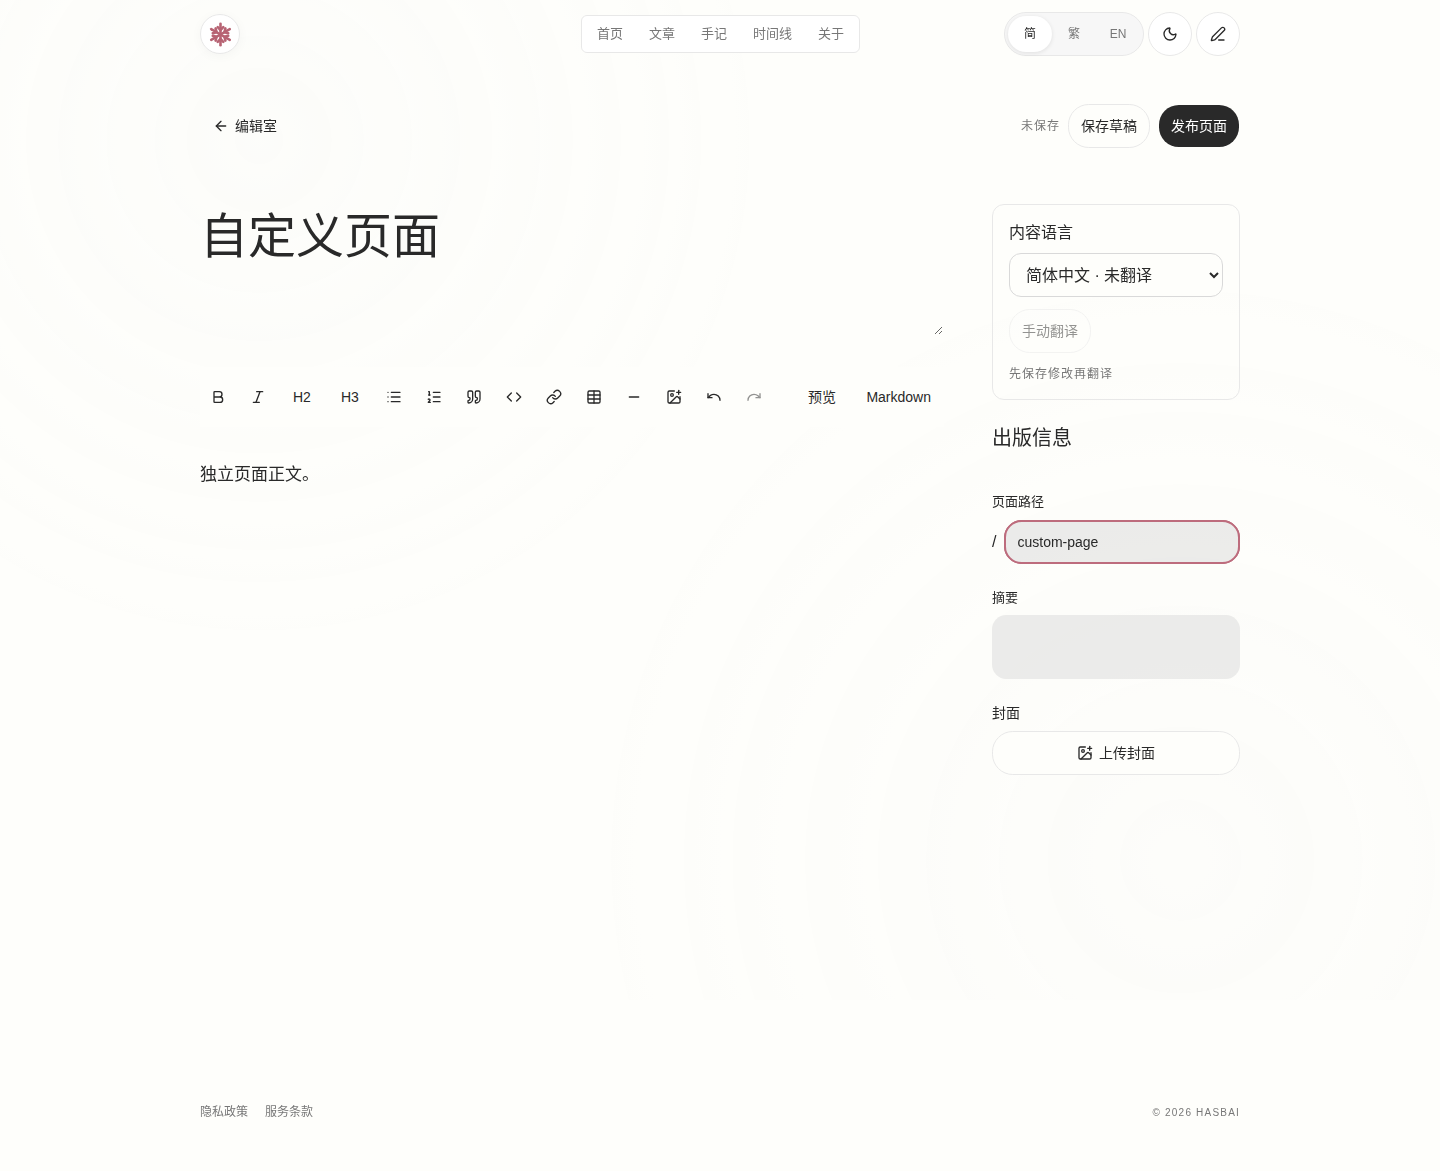 首页 文章 手记 时间线 关于
简 繁 EN
编辑室
未保存 保存草稿 发布页面
自定义页面
内容语言
简体中文 · 未翻译
手动翻译
先保存修改再翻译
H2 H3 预览 Markdown
独立页面正文。
出版信息
页面路径
/ custom-page
摘要
封面
上传封面
隐私政策 服务条款
© 2026 HASBAI